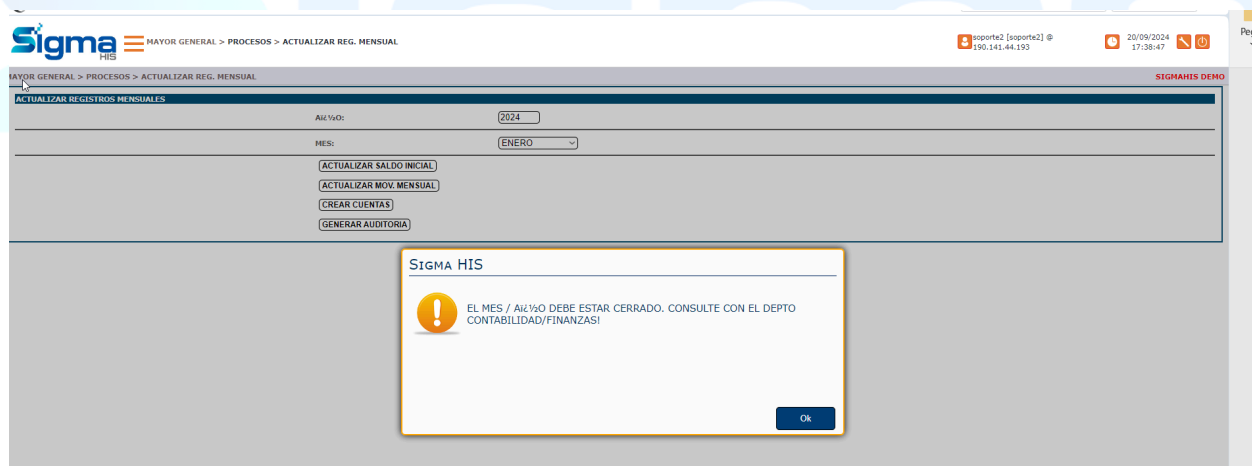 Sigma
HIS
MAYOR GENERAL > PROCESOS > ACTUALIZAR REG. MENSUAL
soporte2 [soporte2] @
190.141.44.193
20/09/2024
17:38:47
MAYOR GENERAL > PROCESOS > ACTUALIZAR REG. MENSUAL
SIGMAHIS DEMO
ACTUALIZAR REGISTROS MENSUALES
Aï¿½O:
2024
MES:
ENERO
ACTUALIZAR SALDO INICIAL
ACTUALIZAR MOV. MENSUAL
CREAR CUENTAS
GENERAR AUDITORIA
SIGMA HIS
EL MES / Aï¿½O DEBE ESTAR CERRADO. CONSULTE CON EL DEPTO
CONTABILIDAD/FINANZAS!
Ok